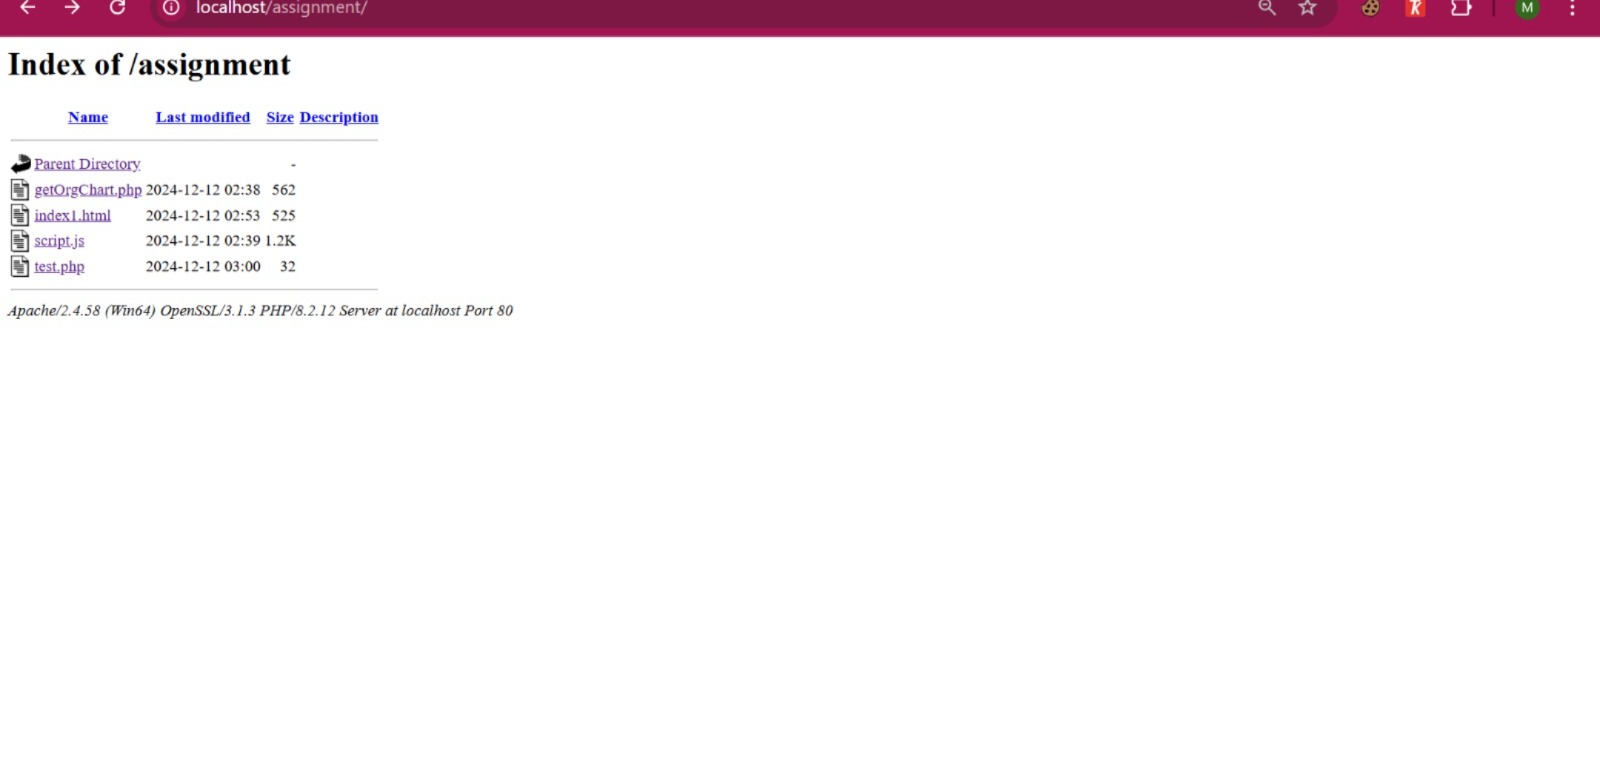 localhost/assignment/
M
Index of /assignment
Name Last modified Size Description
Parent Directory -
getOrgChart.php 2024-12-12 02:38 562
index1.html 2024-12-12 02:53 525
script.js 2024-12-12 02:39 1.2K
test.php 2024-12-12 03:00 32
Apache/2.4.58 (Win64) OpenSSL/3.1.3 PHP/8.2.12 Server at localhost Port 80